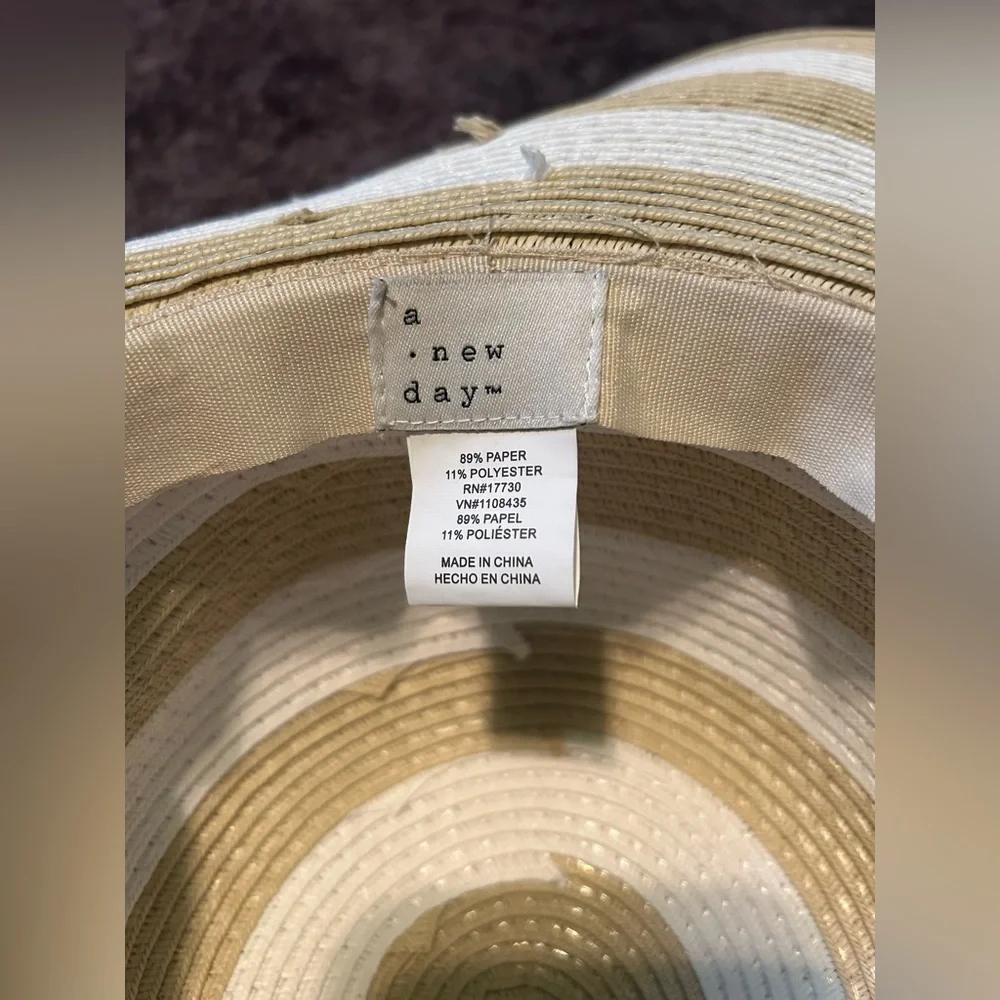 a
· new
day™
89% PAPER
11% POLYESTER
RN#17730
VN#1108435
89% PAPEL
11% POLIÉSTER
MADE IN CHINA
HECHO EN CHINA